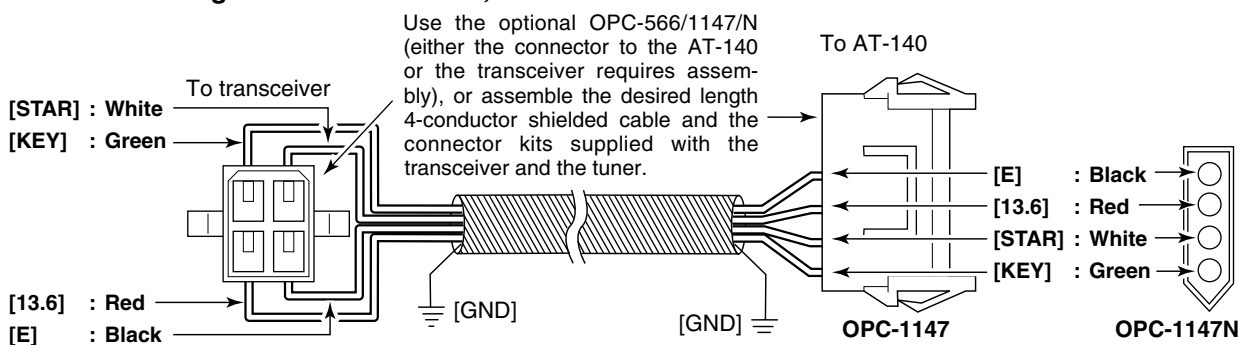 Use the optional OPC-566/1147/N
(either the connector to the AT-140
or the transceiver requires assem-
bly), or assemble the desired length
4-conductor shielded cable and the
connector kits supplied with the
transceiver and the tuner.
To AT-140
To transceiver
[STAR] : White
[KEY] : Green
[13.6] : Red
[E] : Black
[GND]
[GND]
[E] : Black
[13.6] : Red
[STAR] : White
[KEY] : Green
OPC-1147
OPC-1147N